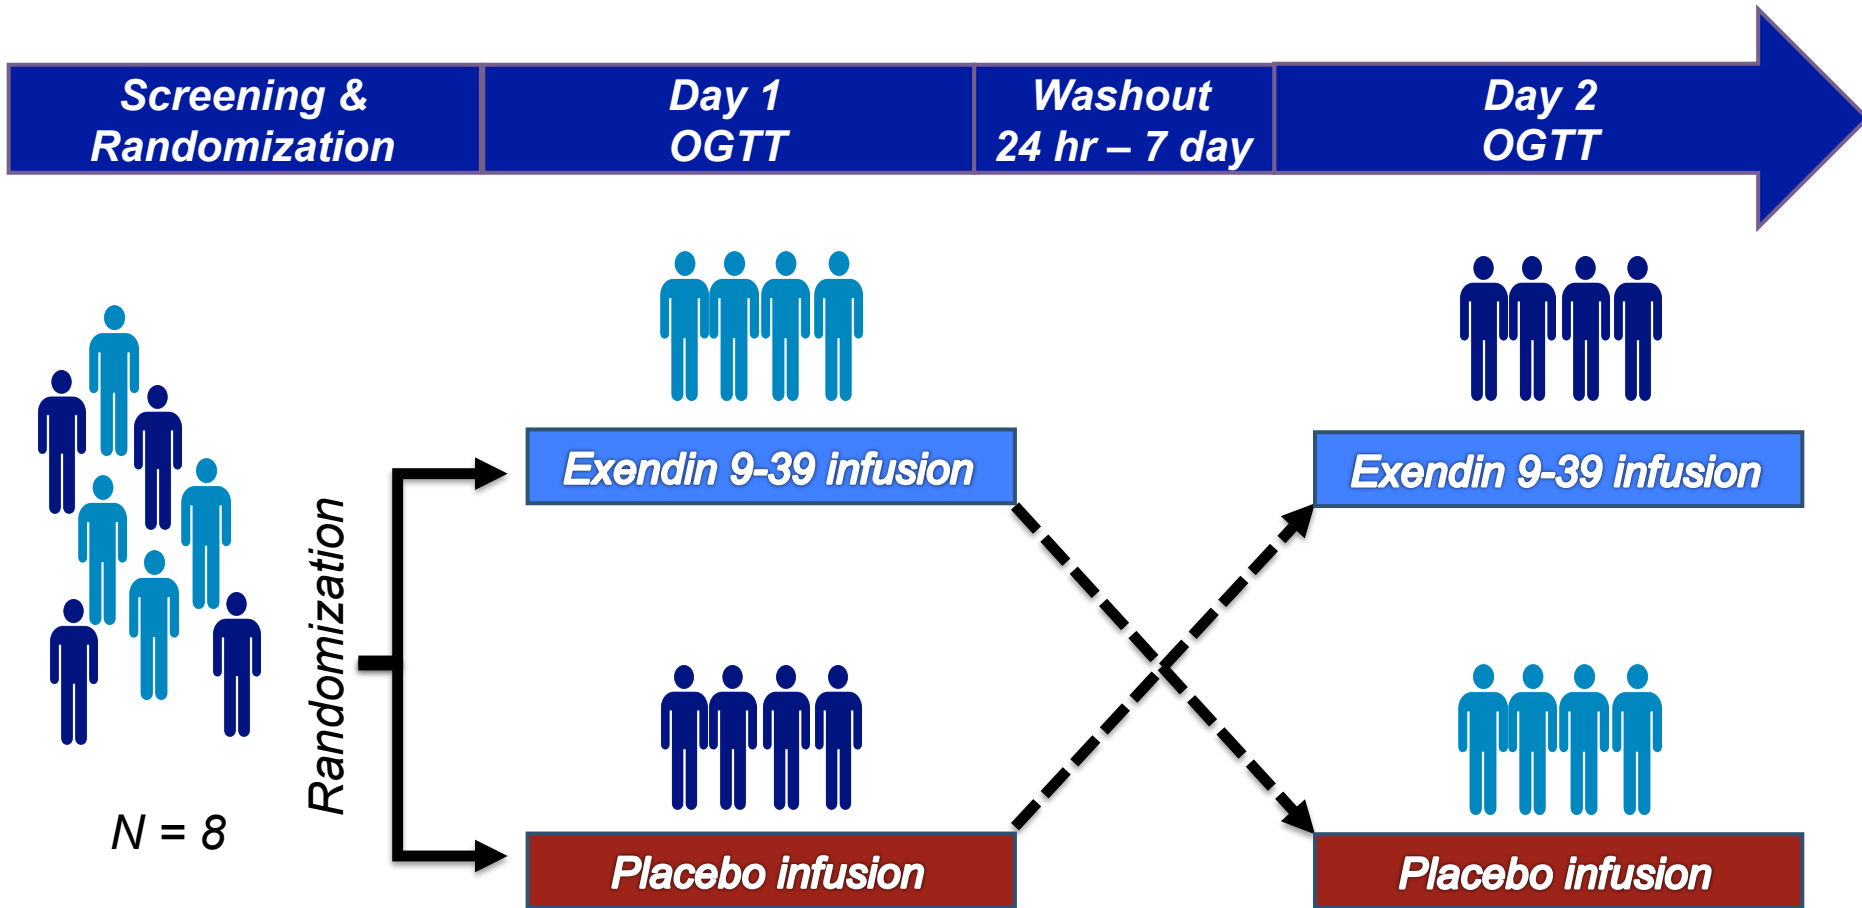 Screening &
Randomization
Day 1
OGTT
Washout
24 hr – 7 day
Day 2
OGTT
Randomization
N = 8
Exendin 9-39 infusion
Placebo infusion
Exendin 9-39 infusion
Placebo infusion